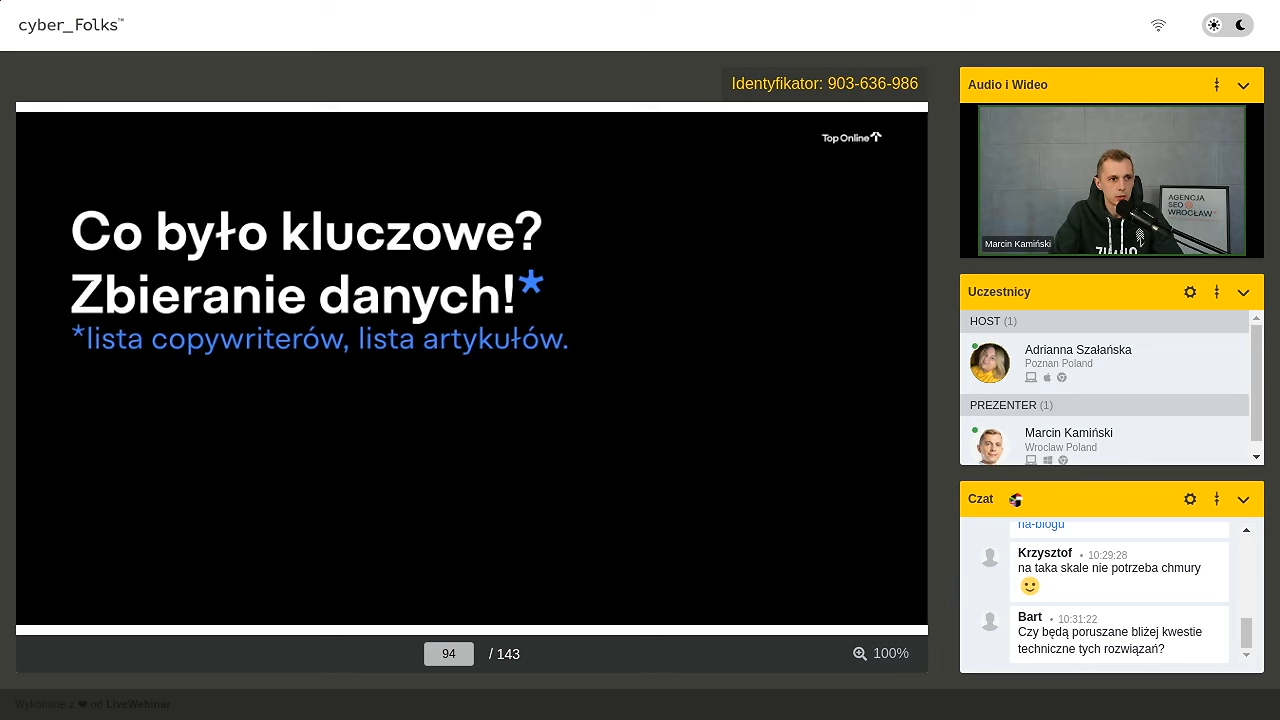 cyber_Folks™
Identyfikator: 903-636-986
Top Online
Co było kluczowe?
Zbieranie danych!*
*lista copywriterów, lista artykułów.
94 / 143
100%
Audio i Wideo
AGENCJA
SEO
WROCŁAW
Marcin Kamiński
Uczestnicy
HOST (1)
Adrianna Szałańska
Poznan Poland
PREZENTER (1)
Marcin Kamiński
Wroclaw Poland
Czat
na-blogu
Krzysztof • 10:29:28
na taka skale nie potrzeba chmury
Bart • 10:31:22
Czy będą poruszane bliżej kwestie
techniczne tych rozwiązań?
Wykonane z ❤ od LiveWebinar